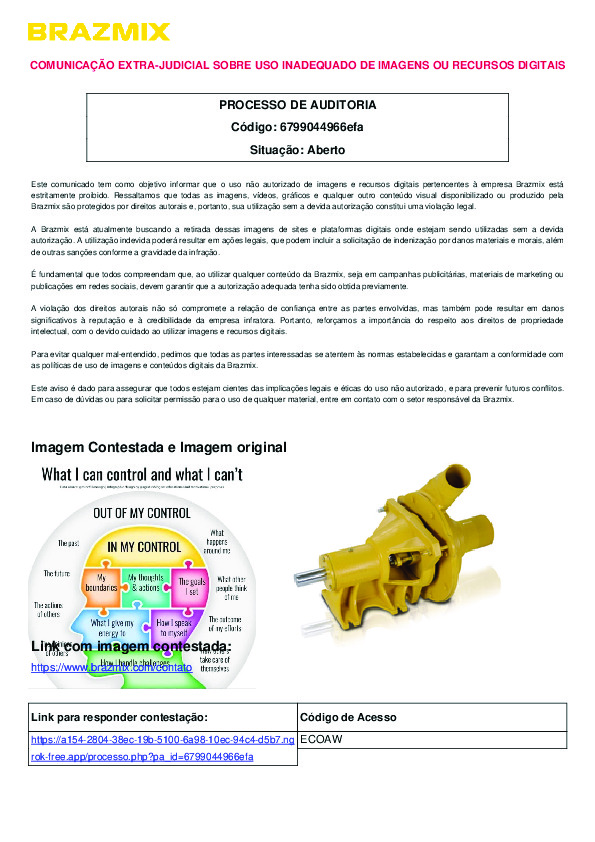 BRAZMIX
COMUNICAÇÃO EXTRA-JUDICIAL SOBRE USO INADEQUADO DE IMAGENS OU RECURSOS DIGITAIS
PROCESSO DE AUDITORIA
Código: 6799044966efa
Situação: Aberto
Este comunicado tem como objetivo informar que o uso não autorizado de imagens e recursos digitais pertencentes à empresa Brazmix está
estritamente proibido. Ressaltamos que todas as imagens, vídeos, gráficos e qualquer outro conteúdo visual disponibilizado ou produzido pela
Brazmix são protegidos por direitos autorais e, portanto, sua utilização sem a devida autorização constitui uma violação legal.
A Brazmix está atualmente buscando a retirada dessas imagens de sites e plataformas digitais onde estejam sendo utilizadas sem a devida
autorização. A utilização indevida poderá resultar em ações legais, que podem incluir a solicitação de indenização por danos materiais e morais, além
de outras sanções conforme a gravidade da infração.
É fundamental que todos compreendam que, ao utilizar qualquer conteúdo da Brazmix, seja em campanhas publicitárias, materiais de marketing ou
publicações em redes sociais, devem garantir que a autorização adequada tenha sido obtida previamente.
A violação dos direitos autorais não só compromete a relação de confiança entre as partes envolvidas, mas também pode resultar em danos
significativos à reputação e à credibilidade da empresa infratora. Portanto, reforçamos a importância do respeito aos direitos de propriedade
intelectual, com o devido cuidado ao utilizar imagens e recursos digitais.
Para evitar qualquer mal-entendido, pedimos que todas as partes interessadas se atentem às normas estabelecidas e garantam a conformidade com
as políticas de uso de imagens e conteúdos digitais da Brazmix.
Este aviso é dado para assegurar que todos estejam cientes das implicações legais e éticas do uso não autorizado, e para prevenir futuros conflitos.
Em caso de dúvidas ou para solicitar permissão para o uso de qualquer material, entre em contato com o setor responsável da Brazmix.
Imagem Contestada e Imagem original
What I can control and what I can't
OUT OF MY CONTROL
The past
IN MY CONTROL
What
happens
around me
The future
My
boundaries
My thoughts
& actions
The goals
I set
What other
people think
of me
The actions
of others
What I give my
energy to
How I speak
to myself
The outcome
of my efforts
of others
How I handle challenges
take care of
themselves
Link com imagem contestada:
https://www.brazmix.com/contato
Link para responder contestação:
Código de Acesso
https://a154-2804-38ec-19b-5100-6a98-10ec-94c4-d5b7.ng
ECOAW
rok-free.app/processo.php?pa_id=6799044966efa